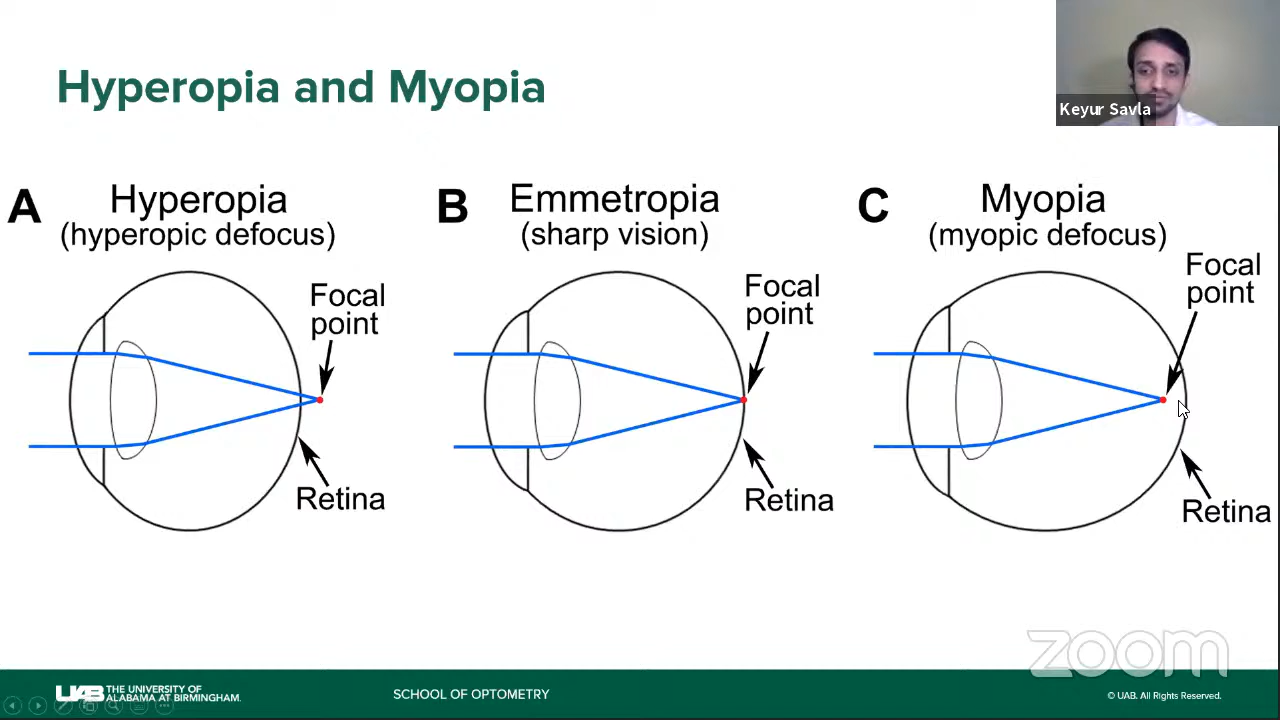 Hyperopia and Myopia
Keyur Savla
A
Hyperopia
(hyperopic defocus)
Focal
point
Retina
B
Emmetropia
(sharp vision)
Focal
point
Retina
C
Myopia
(myopic defocus)
Focal
point
Retina
zoom
UAB THE UNIVERSITY OF
ALABAMA AT BIRMINGHAM.
SCHOOL OF OPTOMETRY
© UAB. All Rights Reserved.